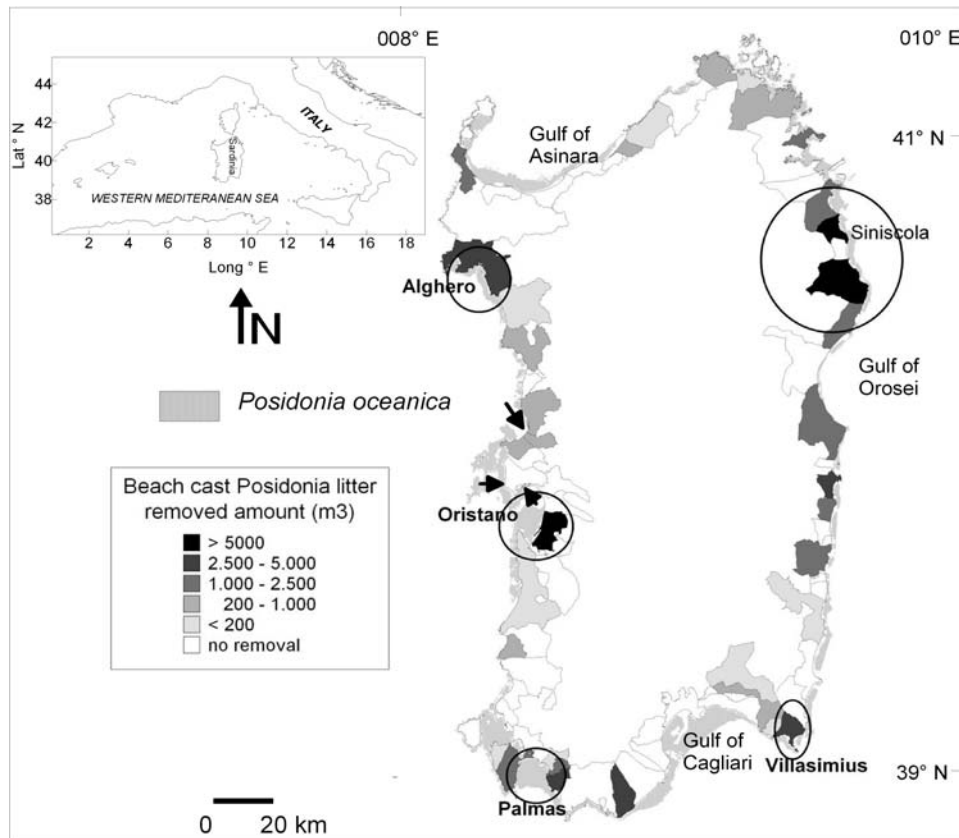 008° E
010° E
44
42
40
38
Lat ° N
ITALY
Sardinia
WESTERN MEDITERANEAN SEA
2 4 6 8 10 12 14 16 18
Long ° E
N
Gulf of
Asinara
41° N
Siniscola
Alghero
Gulf of
Orosei
Posidonia oceanica
Beach cast Posidonia litter
removed amount (m3)
> 5000
2.500 - 5.000
1.000 - 2.500
200 - 1.000
< 200
no removal
Oristano
Gulf of
Cagliari
Villasimius
39° N
Palmas
0 20 km